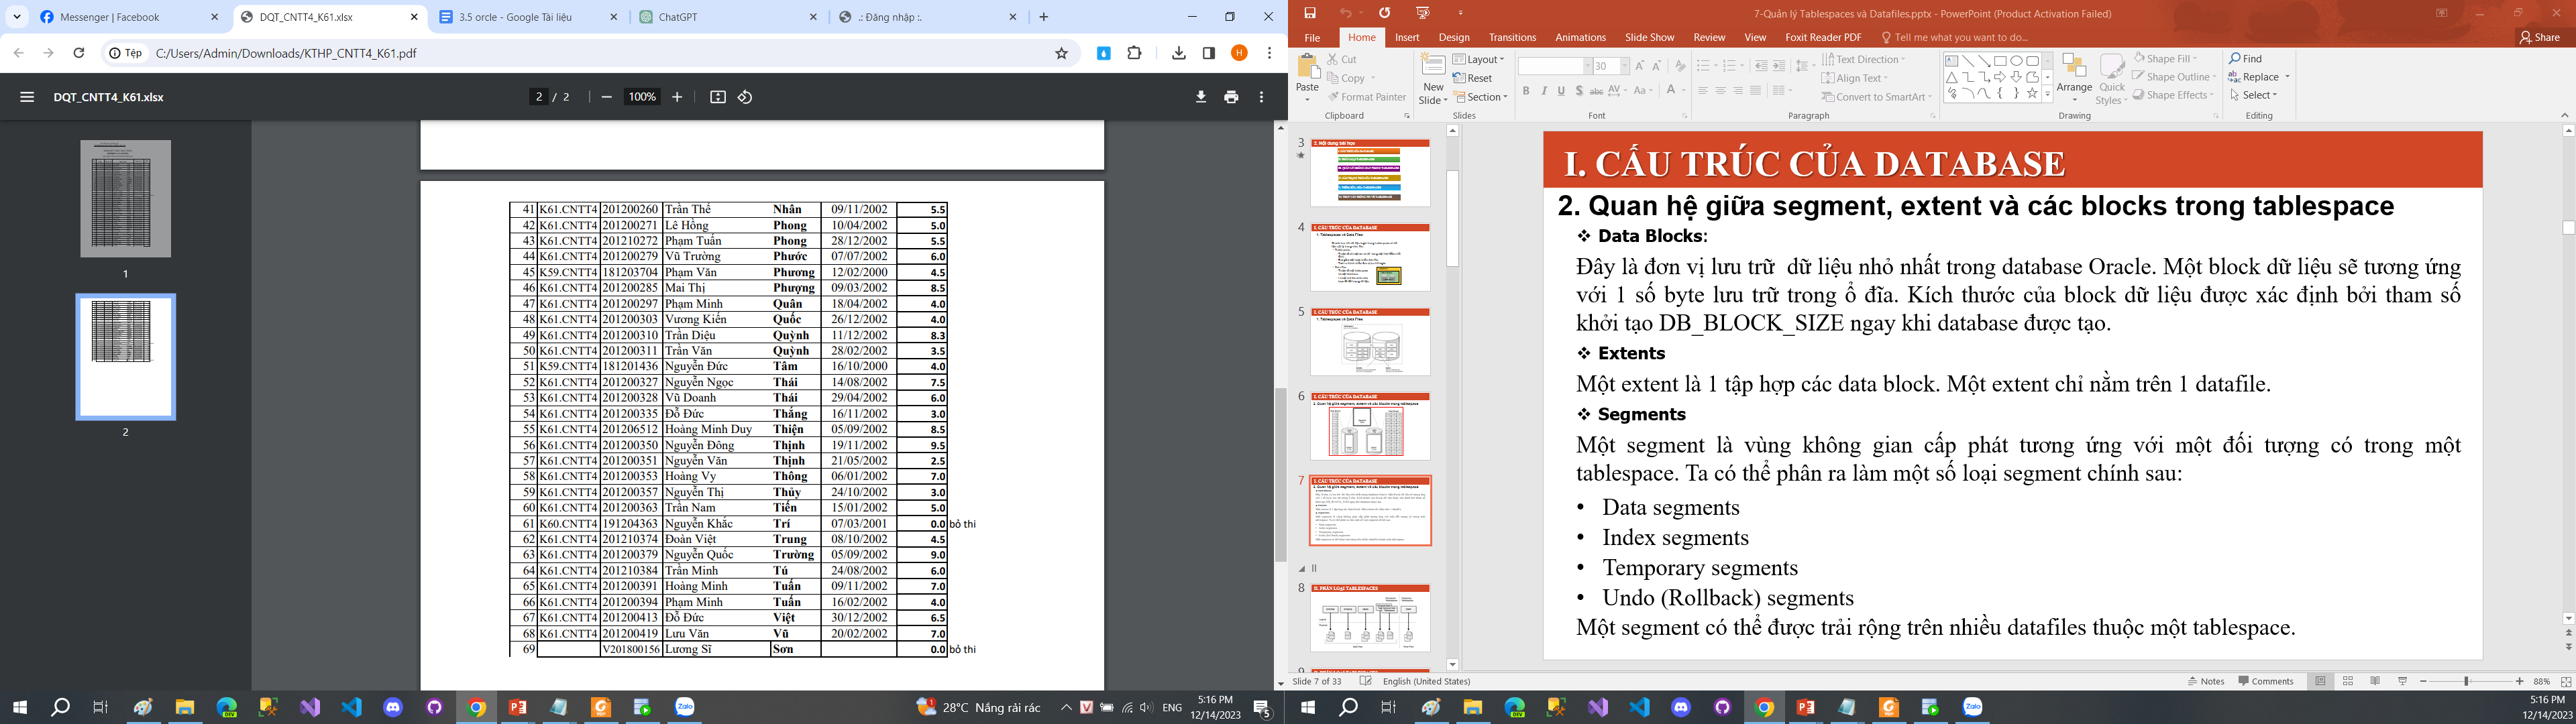 Messenger | Facebook
DQT_CNTT4_K61.xlsx
3.5 orcle - Google Tài liệu
ChatGPT
.: Đăng nhập :.
Tệp
C:/Users/Admin/Downloads/KTHP_CNTT4_K61.pdf
H
DQT_CNTT4_K61.xlsx
2 / 2
100%
1
2
41 K61.CNTT4 201200260 Trần Thế Nhân 09/11/2002 5.5
42 K61.CNTT4 201200271 Lê Hồng Phong 10/04/2002 5.0
43 K61.CNTT4 201210272 Phạm Tuấn Phong 28/12/2002 5.5
44 K61.CNTT4 201200279 Vũ Trường Phước 07/07/2002 6.0
45 K59.CNTT4 181203704 Phạm Văn Phương 12/02/2000 4.5
46 K61.CNTT4 201200285 Mai Thị Phượng 09/03/2002 8.5
47 K61.CNTT4 201200297 Phạm Minh Quân 18/04/2002 4.0
48 K61.CNTT4 201200303 Vương Kiến Quốc 26/12/2002 4.0
49 K61.CNTT4 201200310 Trần Diệu Quỳnh 11/12/2002 8.3
50 K61.CNTT4 201200311 Trần Văn Quỳnh 28/02/2002 3.5
51 K59.CNTT4 181201436 Nguyễn Đức Tâm 16/10/2000 4.0
52 K61.CNTT4 201200327 Nguyễn Ngọc Thái 14/08/2002 7.5
53 K61.CNTT4 201200328 Vũ Doanh Thái 29/04/2002 6.0
54 K61.CNTT4 201200335 Đỗ Đức Thắng 16/11/2002 3.0
55 K61.CNTT4 201206512 Hoàng Minh Duy Thiện 05/09/2002 8.5
56 K61.CNTT4 201200350 Nguyễn Đông Thịnh 19/11/2002 9.5
57 K61.CNTT4 201200351 Nguyễn Văn Thịnh 21/05/2002 2.5
58 K61.CNTT4 201200353 Hoàng Vy Thông 06/01/2002 7.0
59 K61.CNTT4 201200357 Nguyễn Thị Thủy 24/10/2002 3.0
60 K61.CNTT4 201200363 Trần Nam Tiến 15/01/2002 5.0
61 K60.CNTT4 191204363 Nguyễn Khắc Trí 07/03/2001 0.0 bỏ thi
62 K61.CNTT4 201210374 Đoàn Việt Trung 08/10/2002 4.5
63 K61.CNTT4 201200379 Nguyễn Quốc Trường 05/09/2002 9.0
64 K61.CNTT4 201210384 Trần Minh Tú 24/08/2002 6.0
65 K61.CNTT4 201200391 Hoàng Minh Tuấn 09/11/2002 7.0
66 K61.CNTT4 201200394 Phạm Minh Tuấn 16/02/2002 4.0
67 K61.CNTT4 201200413 Đỗ Đức Việt 30/12/2002 6.5
68 K61.CNTT4 201200419 Lưu Văn Vũ 20/02/2002 7.0
69 V201800156 Lương Sĩ Sơn 0.0 bỏ thi
28°C Nắng rải rác
ENG
5:16 PM
12/14/2023
7-Quản lý Tablespaces và Datafiles.pptx - PowerPoint (Product Activation Failed)
File Home Insert Design Transitions Animations Slide Show Review View Foxit Reader PDF Tell me what you want to do...
Share
Paste
Cut
Copy
Format Painter
Clipboard
New Slide
Layout
Reset
Section
Slides
30
Font
Text Direction
Align Text
Convert to SmartArt
Paragraph
Arrange
Quick Styles
Shape Fill
Shape Outline
Shape Effects
Drawing
Find
Replace
Select
Editing
3
4
5
6
7
II
8
9
I. CẤU TRÚC CỦA DATABASE
2. Quan hệ giữa segment, extent và các blocks trong tablespace
❖ Data Blocks:
Đây là đơn vị lưu trữ dữ liệu nhỏ nhất trong database Oracle. Một block dữ liệu sẽ tương ứng
với 1 số byte lưu trữ trong ổ đĩa. Kích thước của block dữ liệu được xác định bởi tham số
khởi tạo DB_BLOCK_SIZE ngay khi database được tạo.
❖ Extents
Một extent là 1 tập hợp các data block. Một extent chỉ nằm trên 1 datafile.
❖ Segments
Một segment là vùng không gian cấp phát tương ứng với một đối tượng có trong một
tablespace. Ta có thể phân ra làm một số loại segment chính sau:
• Data segments
• Index segments
• Temporary segments
• Undo (Rollback) segments
Một segment có thể được trải rộng trên nhiều datafiles thuộc một tablespace.
Slide 7 of 33
English (United States)
Notes
Comments
88%
5:16 PM
12/14/2023